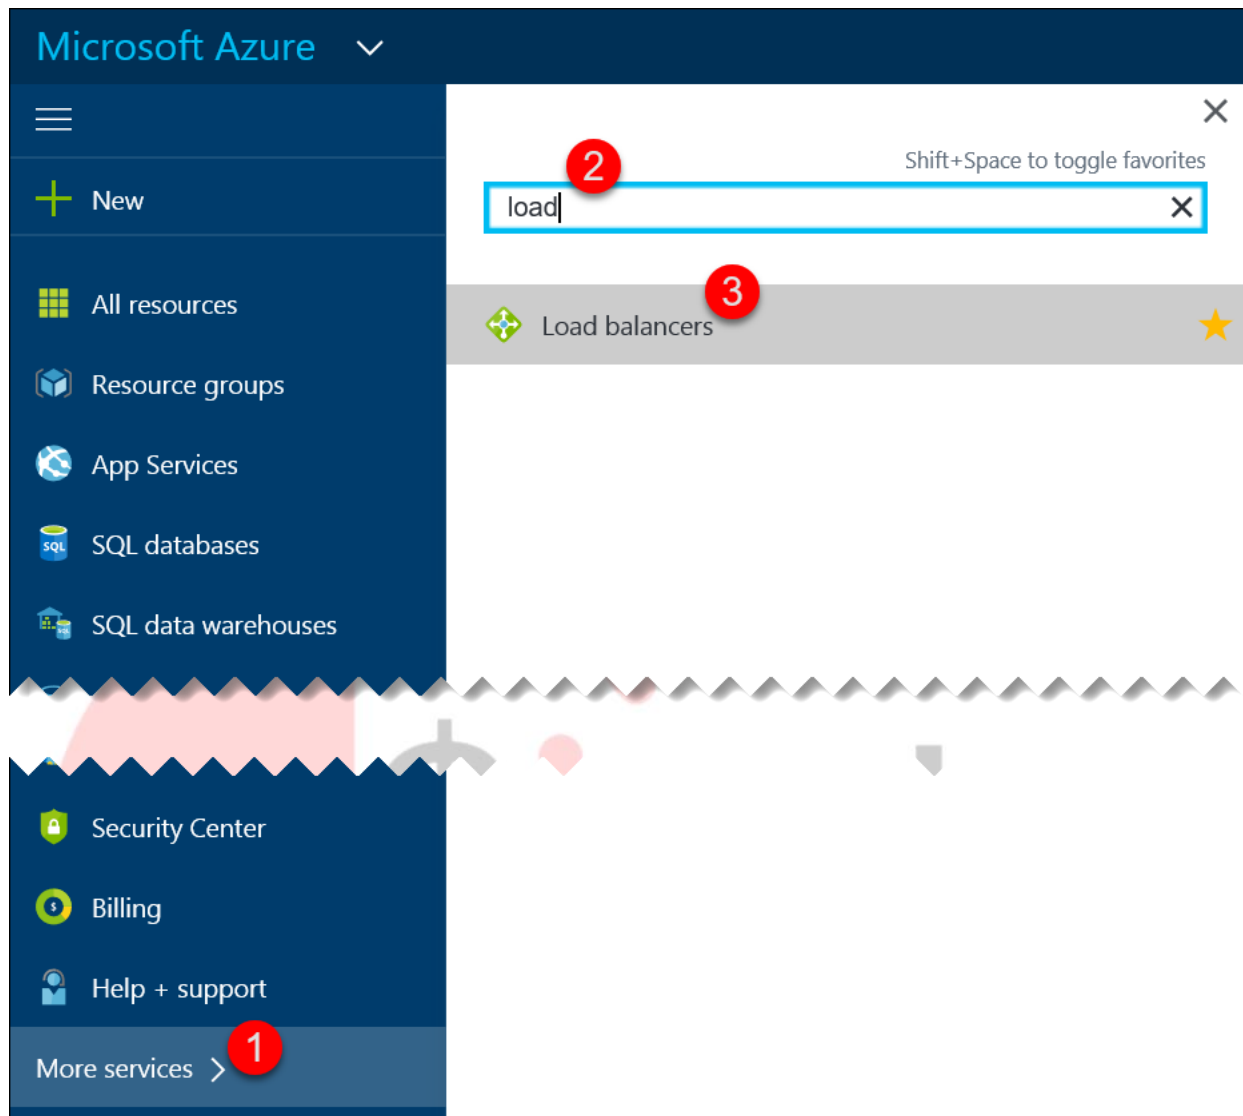 Microsoft Azure
Shift+Space to toggle favorites
2
load
New
3
Load balancers
All resources
Resource groups
App Services
SQL
SQL databases
SQL data warehouses
Security Center
$
Billing
Help + support
1
More services